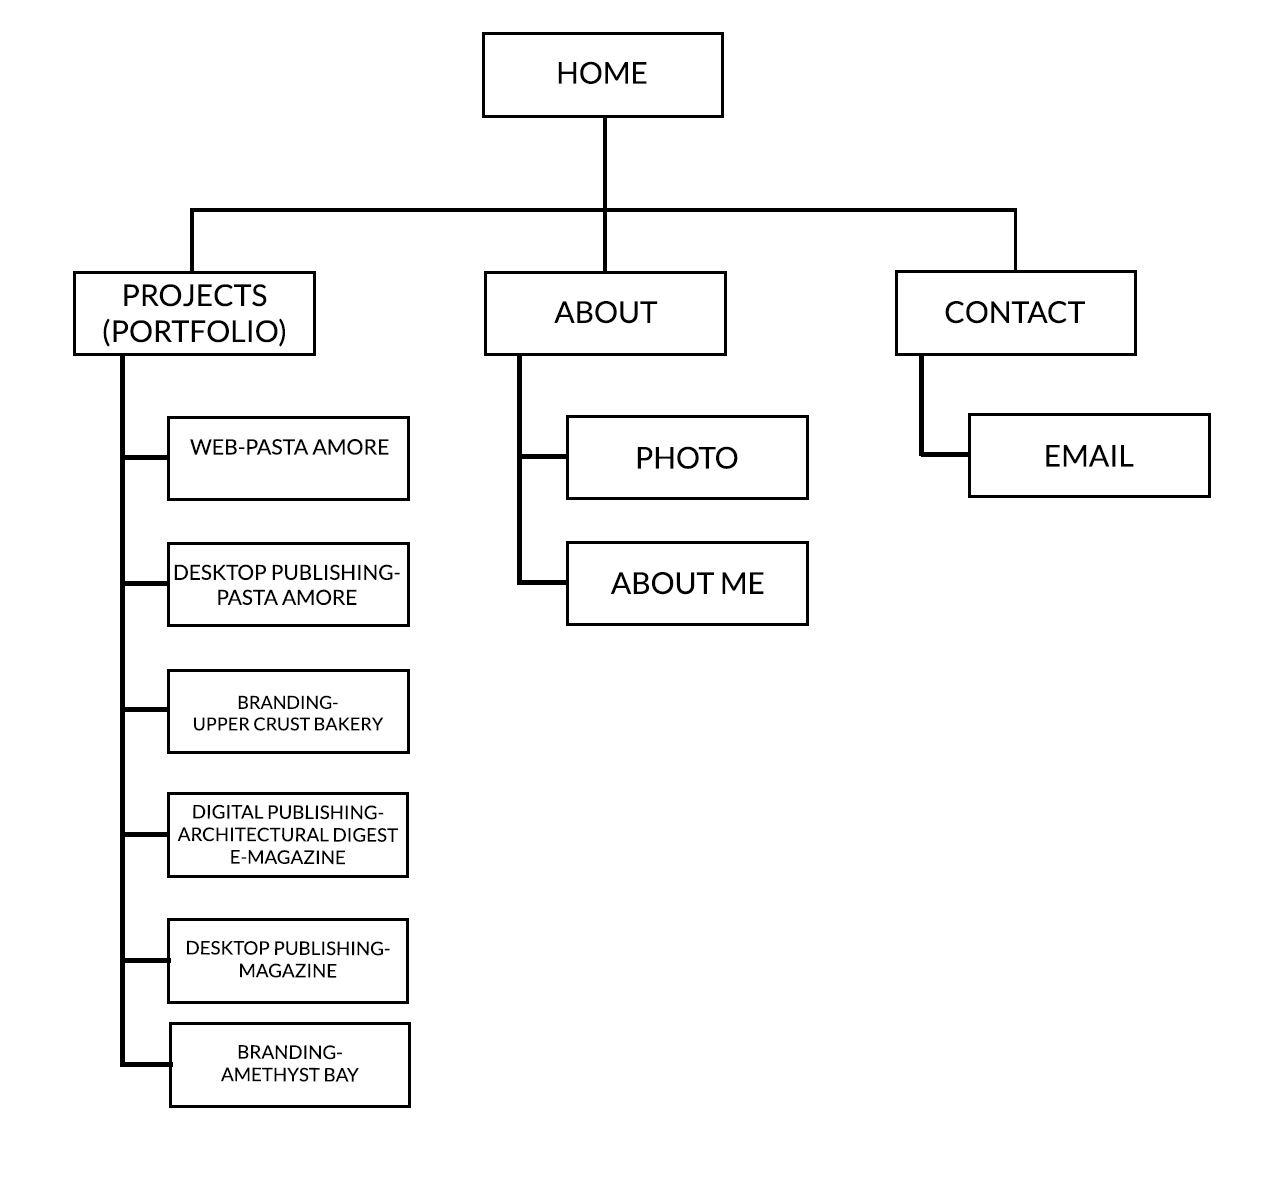 HOME
PROJECTS
(PORTFOLIO)
ABOUT
CONTACT
WEB-PASTA AMORE
DESKTOP PUBLISHING-
PASTA AMORE
BRANDING-
UPPER CRUST BAKERY
DIGITAL PUBLISHING-
ARCHITECTURAL DIGEST
E-MAGAZINE
DESKTOP PUBLISHING-
MAGAZINE
BRANDING-
AMETHYST BAY
PHOTO
ABOUT ME
EMAIL